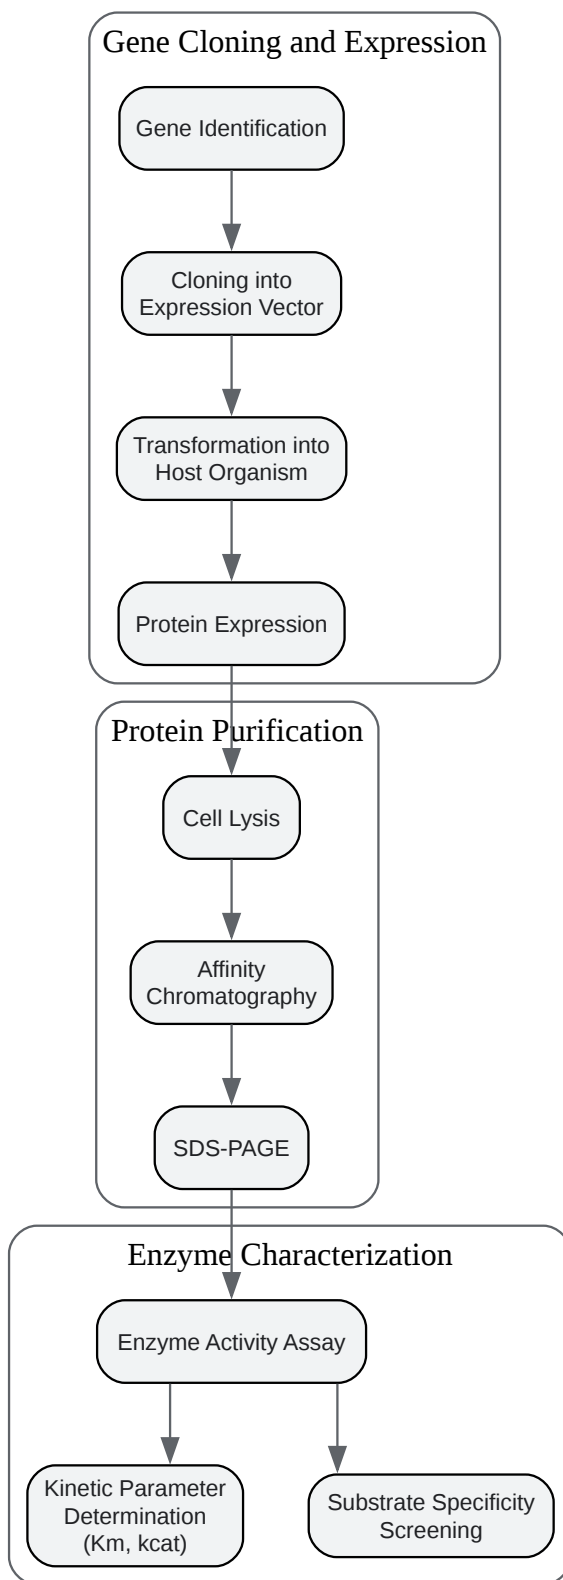 Gene Cloning and Expression
Gene Identification
Cloning into
Expression Vector
Transformation into
Host Organism
Protein Expression
Protein Purification
Cell Lysis
Affinity
Chromatography
SDS-PAGE
Enzyme Characterization
Enzyme Activity Assay
Kinetic Parameter
Determination
(Km, kcat)
Substrate Specificity
Screening